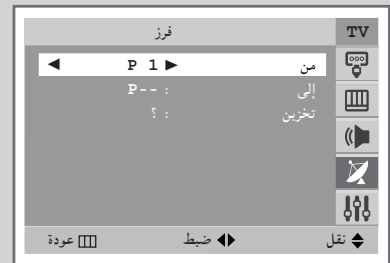 TV
فرز
من ◀ P 1 ▶
إلى : P--
تخزين : ؟
نقل ضبط عودة